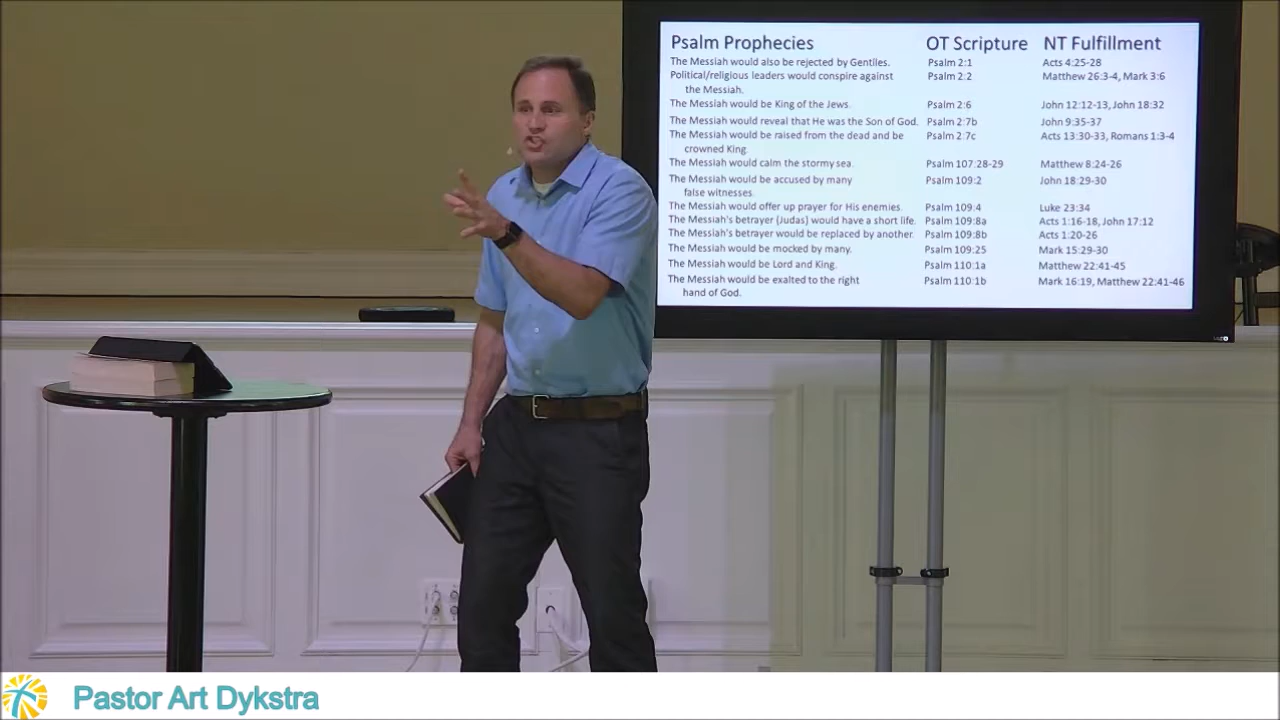 Psalm Prophecies OT Scripture NT Fulfillment
The Messiah would also be rejected by Gentiles. Psalm 2:1 Acts 4:25-28
Political/religious leaders would conspire against Psalm 2:2 Matthew 26:3-4, Mark 3:6
the Messiah.
The Messiah would be King of the Jews. Psalm 2:6 John 12:12-13, John 18:32
The Messiah would reveal that He was the Son of God. Psalm 2:7b John 9:35-37
The Messiah would be raised from the dead and be Psalm 2:7c Acts 13:30-33, Romans 1:3-4
crowned King
The Messiah would calm the stormy sea. Psalm 107:28-29 Matthew 8:24-26
The Messiah would be accused by many Psalm 109:2 John 18:29-30
false witnesses.
The Messiah would offer up prayer for His enemies. Psalm 109:4 Luke 23:34
The Messiah's betrayer (Judas) would have a short life. Psalm 109:8a Acts 1:16-18, John 17:12
The Messiah's betrayer would be replaced by another. Psalm 109:8b Acts 1:20-26
The Messiah would be mocked by many. Psalm 109:25 Mark 15:29-30
The Messiah would be Lord and King. Psalm 110:1a Matthew 22:41-45
The Messiah would be exalted to the right Psalm 110:1b Mark 16:19, Matthew 22:41-46
hand of God.
Pastor Art Dykstra